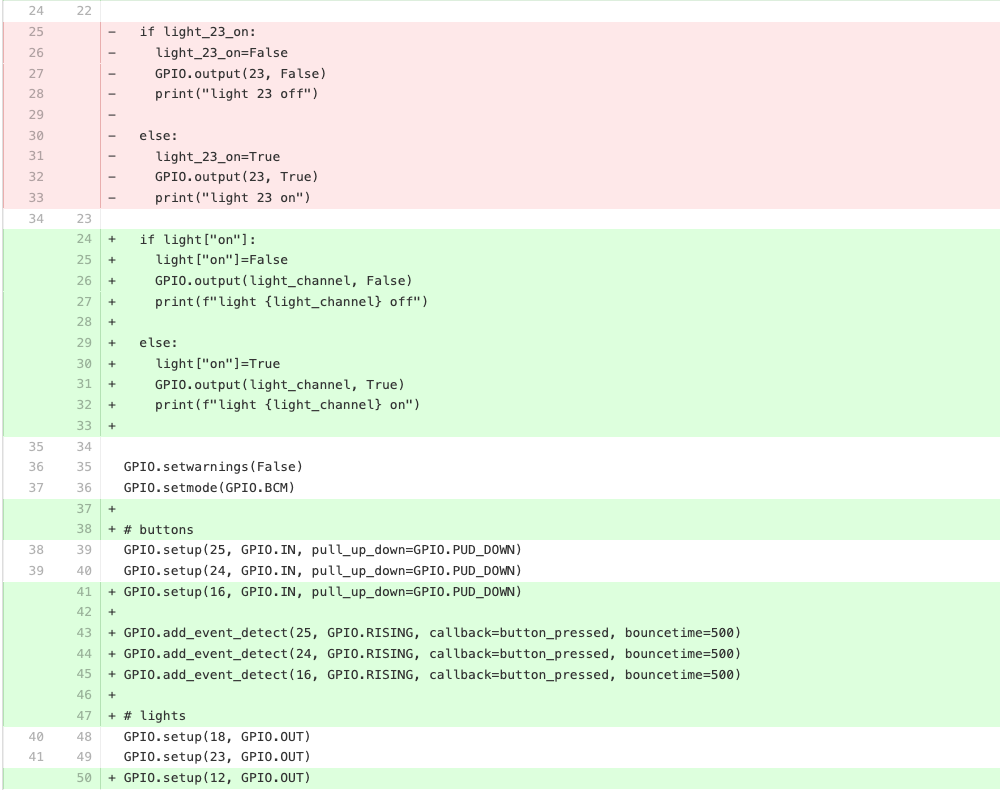 24 22
25 - if light_23_on:
26 - light_23_on=False
27 - GPIO.output(23, False)
28 - print("light 23 off")
29 -
30 - else:
31 - light_23_on=True
32 - GPIO.output(23, True)
33 - print("light 23 on")
34 23
24 + if light["on"]:
25 + light["on"]=False
26 + GPIO.output(light_channel, False)
27 + print(f"light {light_channel} off")
28 +
29 + else:
30 + light["on"]=True
31 + GPIO.output(light_channel, True)
32 + print(f"light {light_channel} on")
33 +
35 34
36 35 GPIO.setwarnings(False)
37 36 GPIO.setmode(GPIO.BCM)
37 +
38 + # buttons
38 39 GPIO.setup(25, GPIO.IN, pull_up_down=GPIO.PUD_DOWN)
39 40 GPIO.setup(24, GPIO.IN, pull_up_down=GPIO.PUD_DOWN)
41 + GPIO.setup(16, GPIO.IN, pull_up_down=GPIO.PUD_DOWN)
42 +
43 + GPIO.add_event_detect(25, GPIO.RISING, callback=button_pressed, bouncetime=500)
44 + GPIO.add_event_detect(24, GPIO.RISING, callback=button_pressed, bouncetime=500)
45 + GPIO.add_event_detect(16, GPIO.RISING, callback=button_pressed, bouncetime=500)
46 +
47 + # lights
40 48 GPIO.setup(18, GPIO.OUT)
41 49 GPIO.setup(23, GPIO.OUT)
50 + GPIO.setup(12, GPIO.OUT)